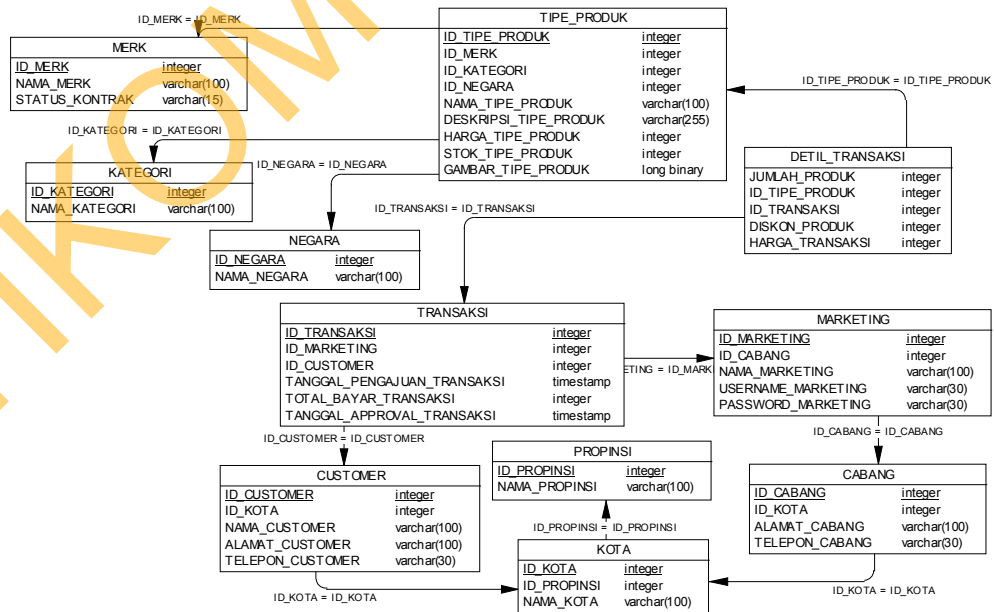 ID_MERK = ID_MERK
TIPE_PRODUK
ID_TIPE_PRODUK integer
ID_MERK integer
ID_KATEGORI integer
ID_NEGARA integer
NAMA_TIPE_PRODUK varchar(100)
DESKRIPSI_TIPE_PRODUK varchar(255)
HARGA_TIPE_PRODUK integer
STOK_TIPE_PRODUK integer
GAMBAR_TIPE_PRODUK long binary
MERK
ID_MERK integer
NAMA_MERK varchar(100)
STATUS_KONTRAK varchar(15)
ID_TIPE_PRODUK = ID_TIPE_PRODUK
ID_KATEGORI = ID_KATEGORI
ID_NEGARA = ID_NEGARA
KATEGORI
ID_KATEGORI integer
NAMA_KATEGORI varchar(100)
DETIL_TRANSAKSI
JUMLAH_PRODUK integer
ID_TIPE_PRODUK integer
ID_TRANSAKSI integer
DISKON_PRODUK integer
HARGA_TRANSAKSI integer
ID_TRANSAKSI = ID_TRANSAKSI
NEGARA
ID_NEGARA integer
NAMA_NEGARA varchar(100)
TRANSAKSI
ID_TRANSAKSI integer
ID_MARKETING integer
ID_CUSTOMER integer
TANGGAL_PENGAJUAN_TRANSAKSI timestamp
TOTAL_BAYAR_TRANSAKSI integer
TANGGAL_APPROVAL_TRANSAKSI timestamp
ETING = ID_MARK
MARKETING
ID_MARKETING integer
ID_CABANG integer
NAMA_MARKETING varchar(100)
USERNAME_MARKETING varchar(30)
PASSWORD_MARKETING varchar(30)
ID_CUSTOMER = ID_CUSTOMER
ID_CABANG = ID_CABANG
PROPINSI
ID_PROPINSI integer
NAMA_PROPINSI varchar(100)
CUSTOMER
ID_CUSTOMER integer
ID_KOTA integer
NAMA_CUSTOMER varchar(100)
ALAMAT_CUSTOMER varchar(100)
TELEPON_CUSTOMER varchar(30)
CABANG
ID_CABANG integer
ID_KOTA integer
ALAMAT_CABANG varchar(100)
TELEPON_CABANG varchar(30)
ID_PROPINSI = ID_PROPINSI
KOTA
ID_KOTA integer
ID_PROPINSI integer
NAMA_KOTA varchar(100)
ID_KOTA = ID_KOTA
ID_KOTA = ID_KOTA
IKOM